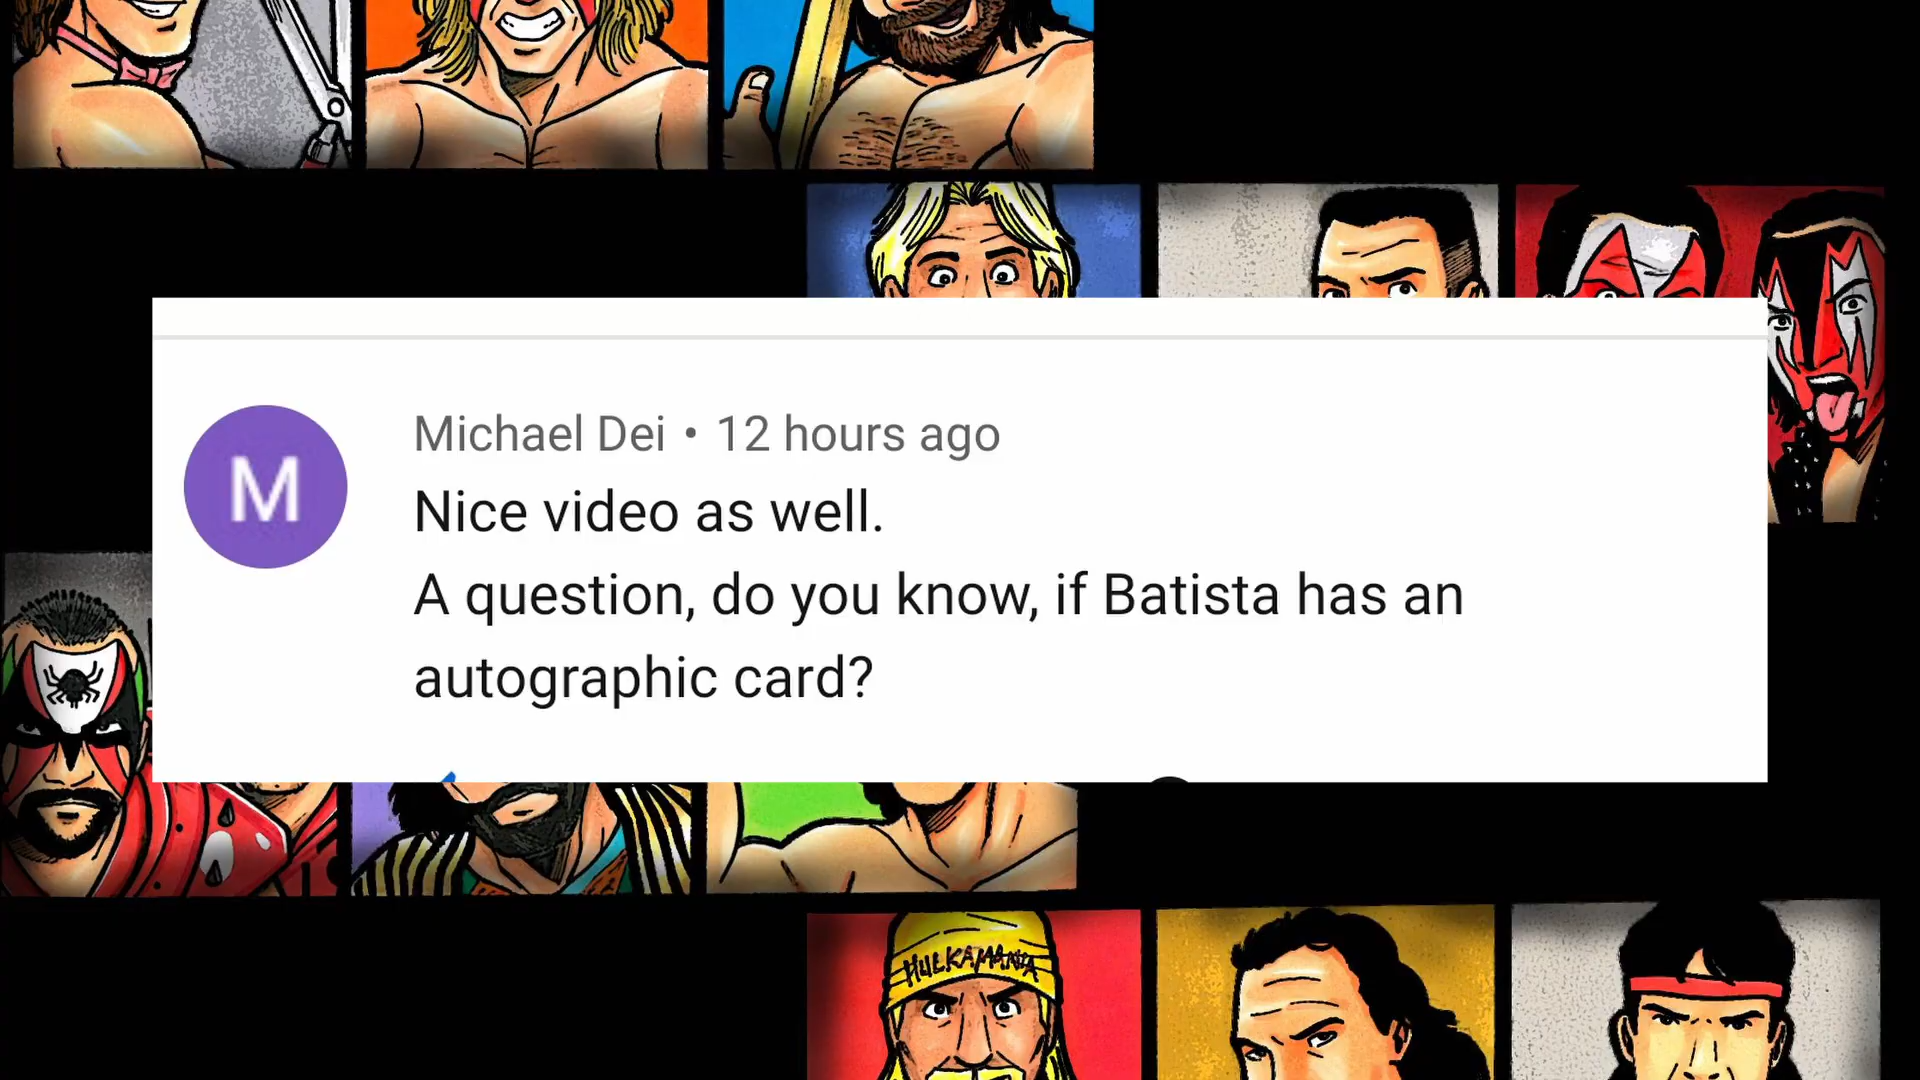 M
Michael Dei • 12 hours ago
Nice video as well.
A question, do you know, if Batista has an
autographic card?
HULKAMANIA